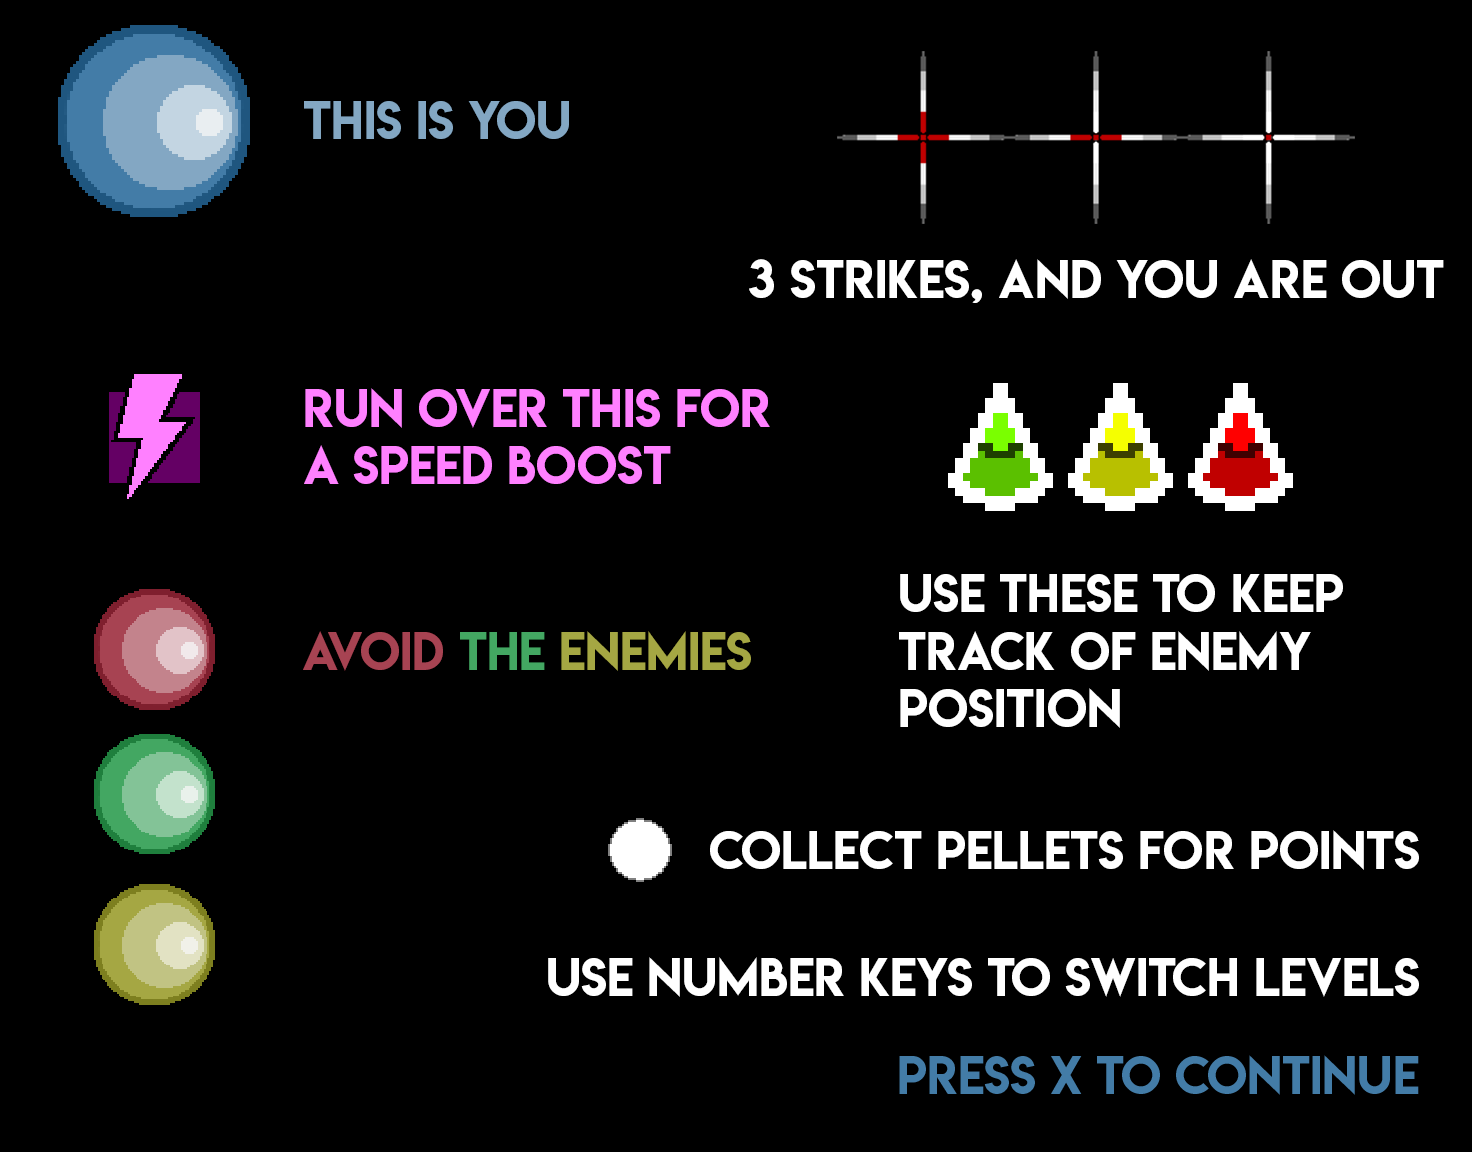 THIS IS YOU
3 STRIKES, AND YOU ARE OUT
RUN OVER THIS FOR
A SPEED BOOST
AVOID THE ENEMIES
USE THESE TO KEEP
TRACK OF ENEMY
POSITION
COLLECT PELLETS FOR POINTS
USE NUMBER KEYS TO SWITCH LEVELS
PRESS X TO CONTINUE